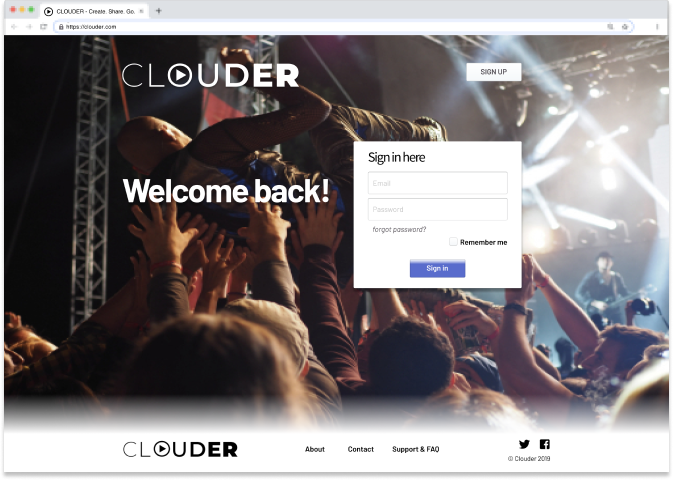 CLOUDER - Create. Share. Go.
https://clouder.com
CLOUDER
SIGN UP
Welcome back!
Sign in here
Email
Password
forgot password?
Remember me
Sign in
CLOUDER
About
Contact
Support & FAQ
© Clouder 2019